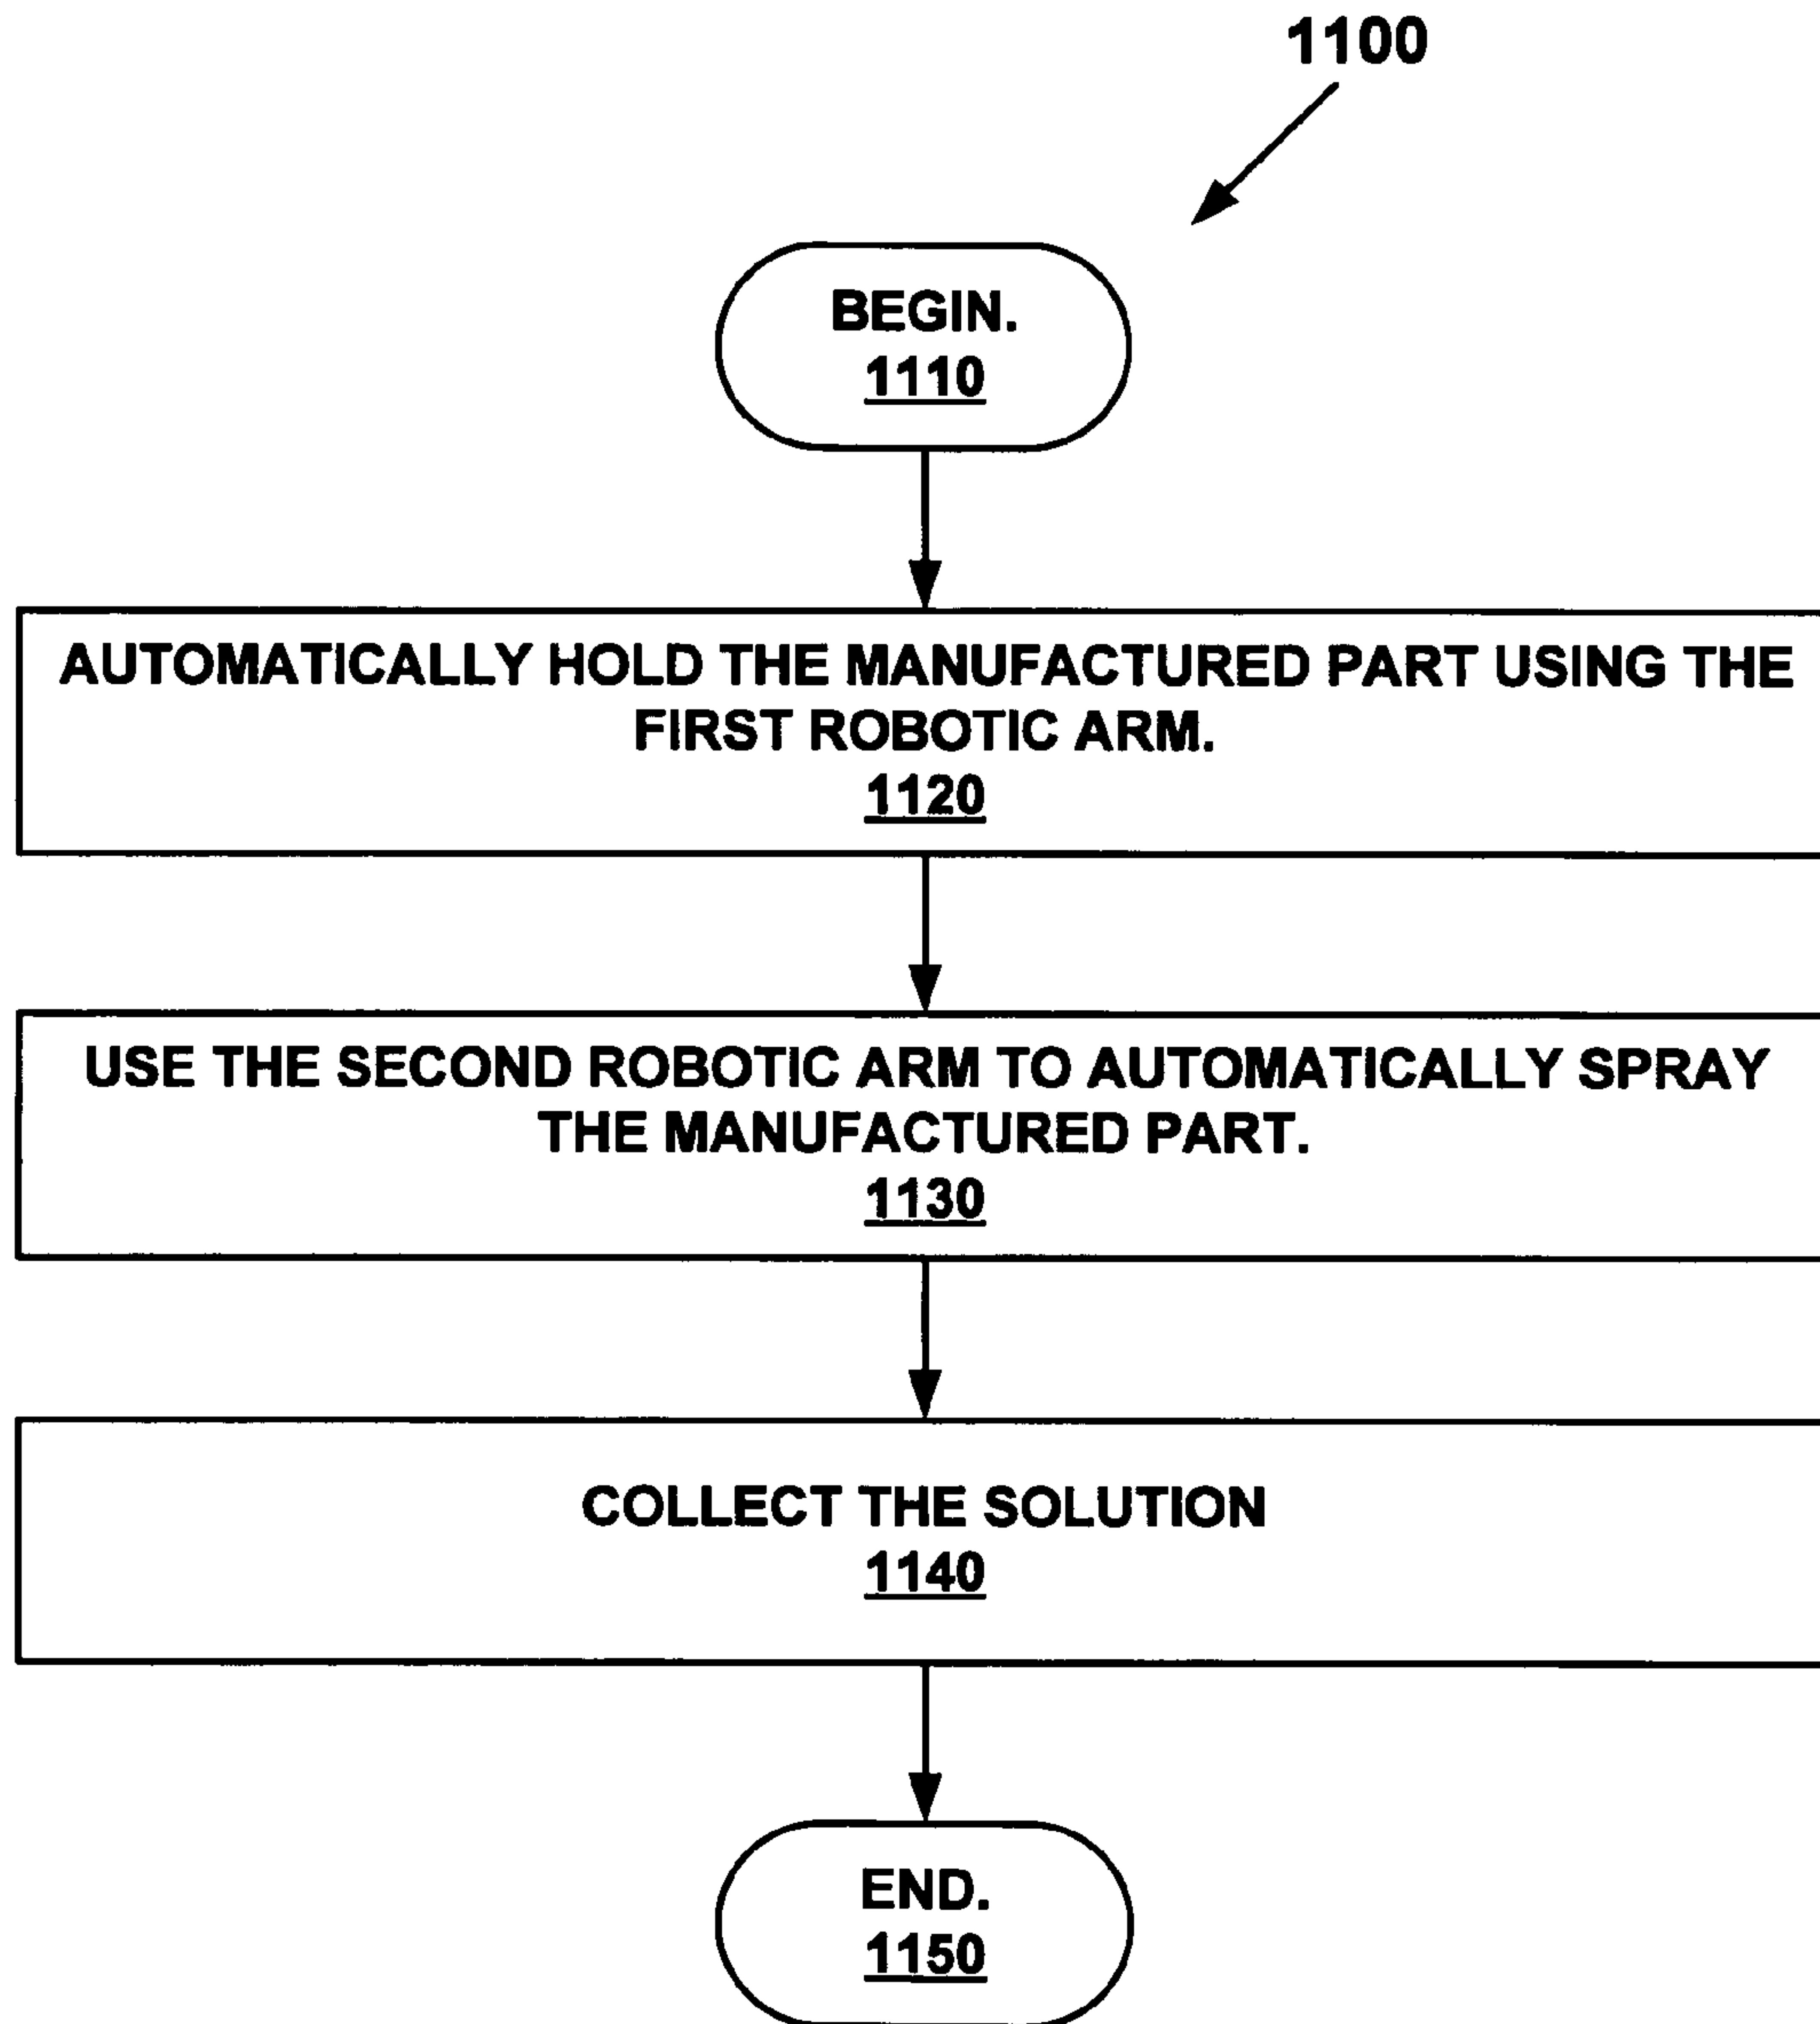 1100
BEGIN.
1110
AUTOMATICALLY HOLD THE MANUFACTURED PART USING THE
FIRST ROBOTIC ARM.
1120
USE THE SECOND ROBOTIC ARM TO AUTOMATICALLY SPRAY
THE MANUFACTURED PART.
1130
COLLECT THE SOLUTION
1140
END.
1150